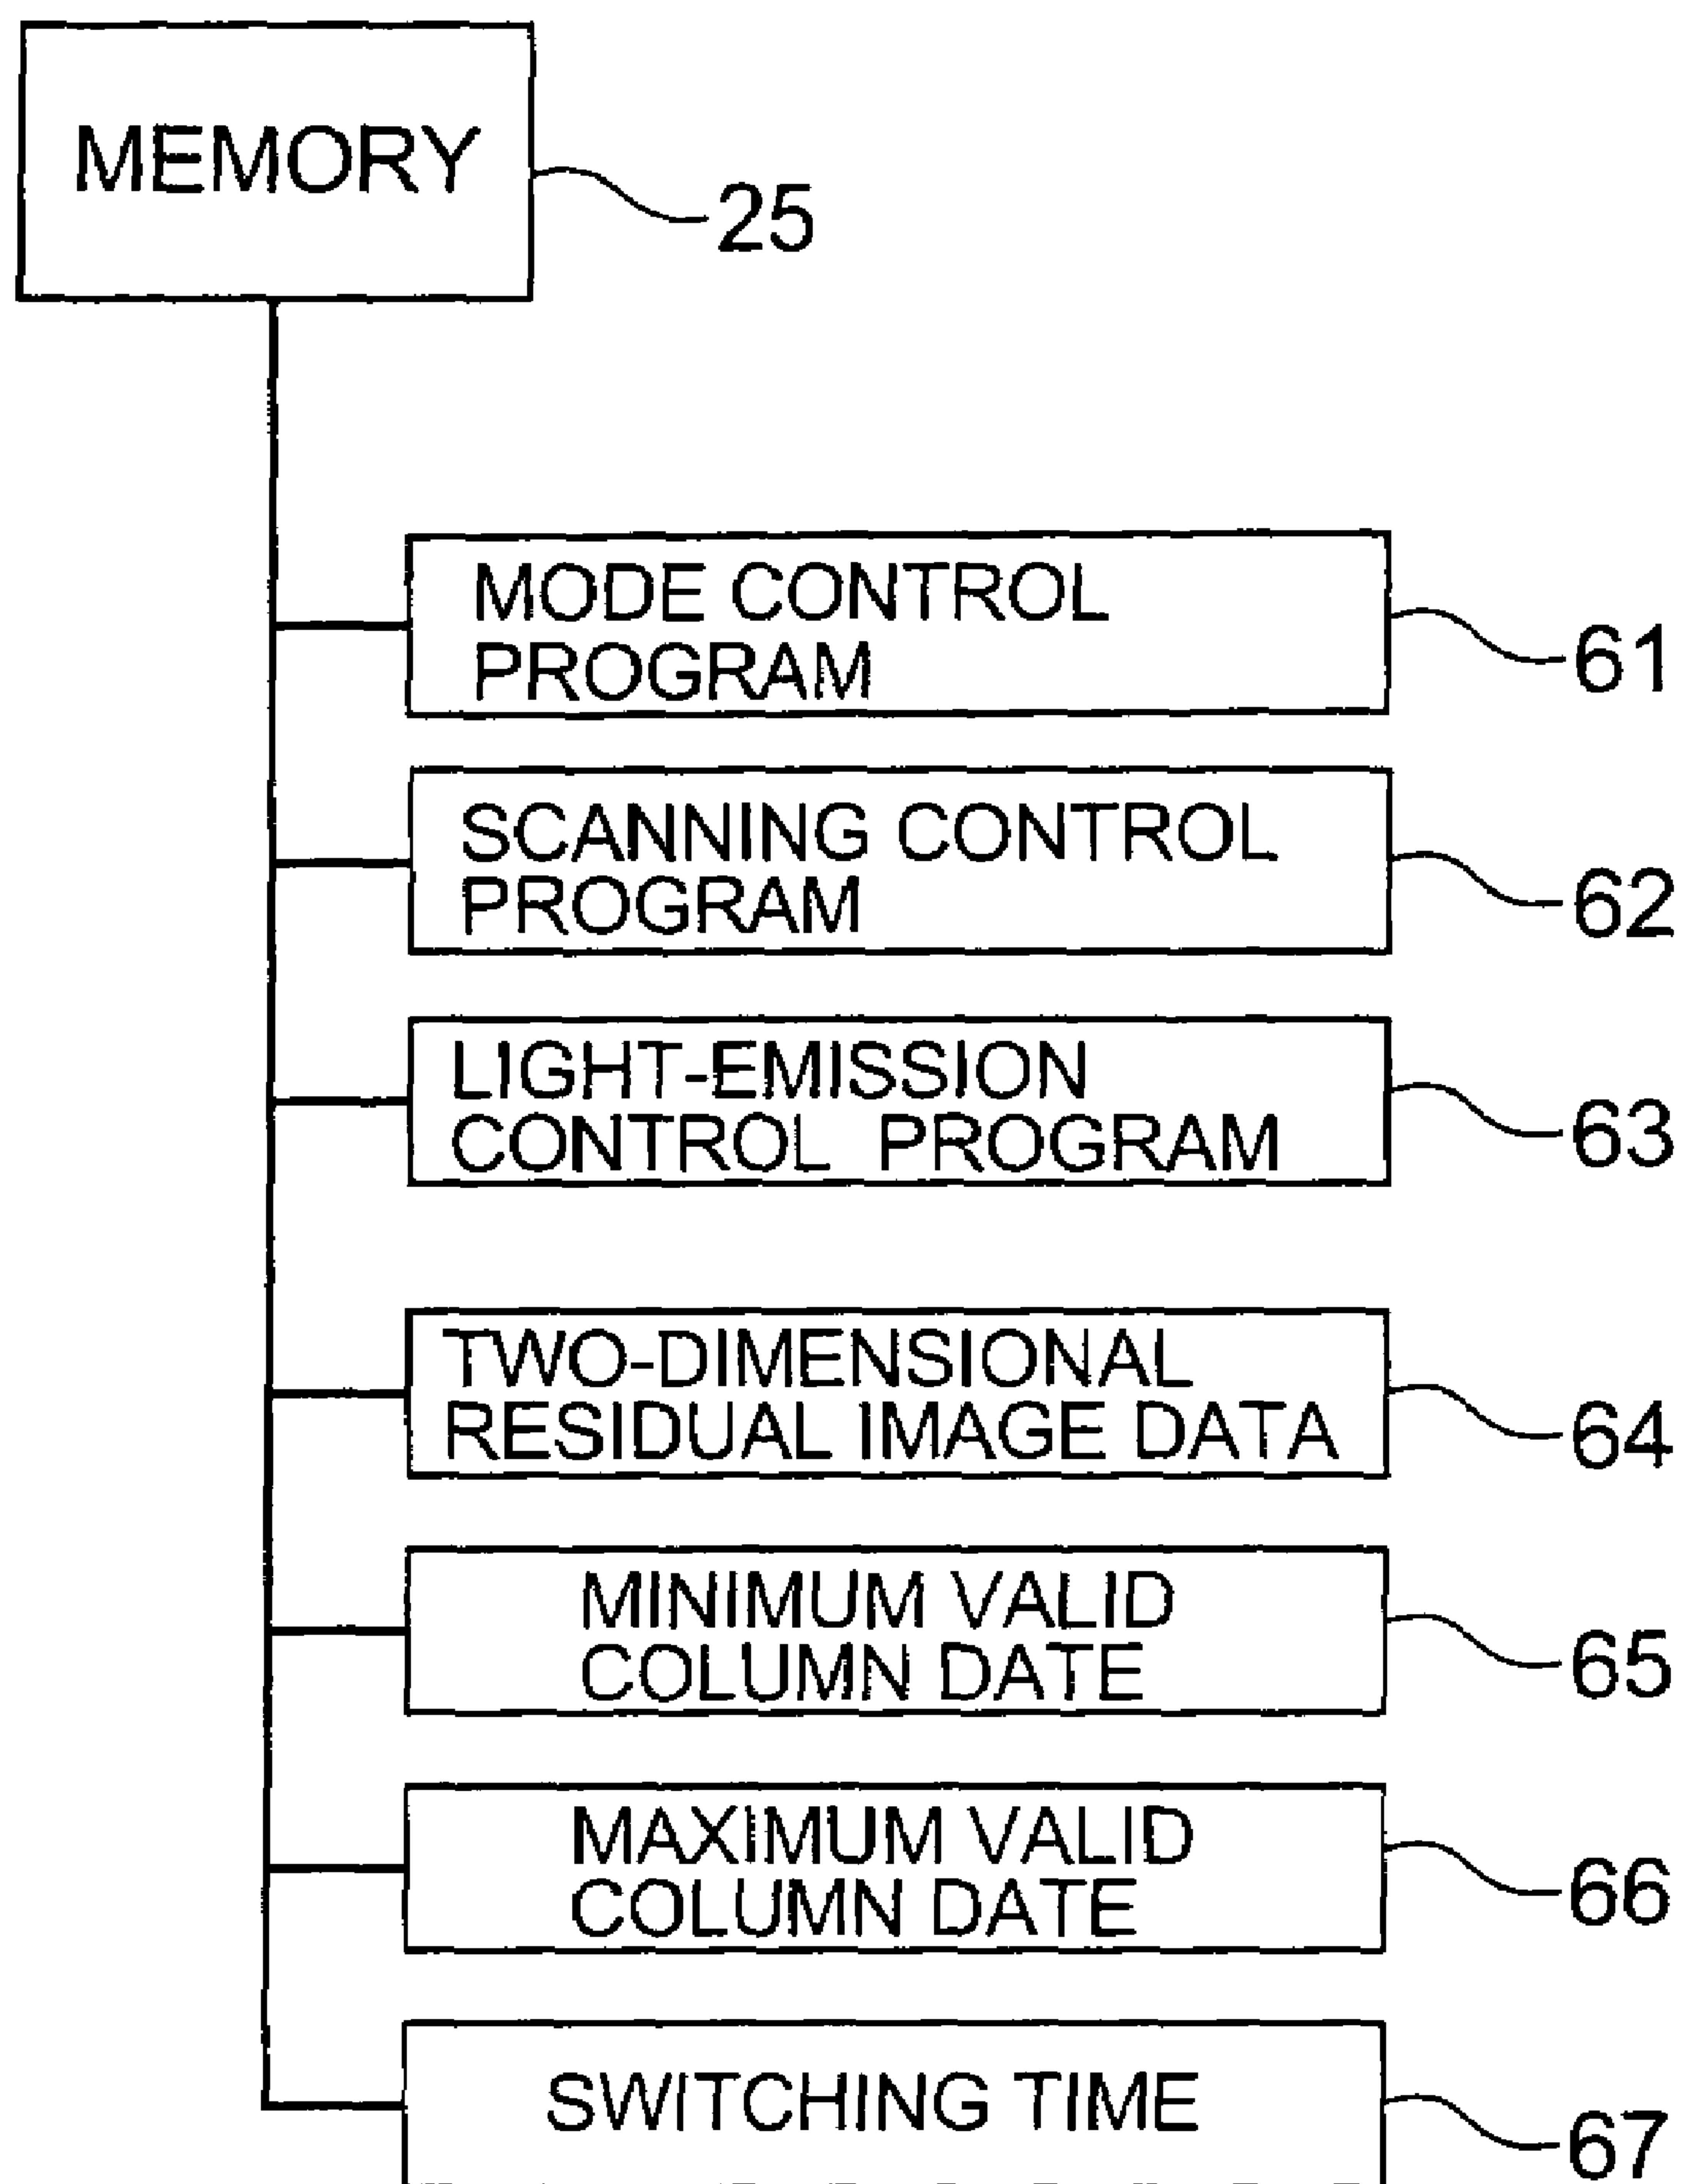 MEMORY
25
MODE CONTROL
PROGRAM
61
SCANNING CONTROL
PROGRAM
62
LIGHT-EMISSION
CONTROL PROGRAM
63
TWO-DIMENSIONAL
RESIDUAL IMAGE DATA
64
MINIMUM VALID
COLUMN DATE
65
MAXIMUM VALID
COLUMN DATE
66
SWITCHING TIME
67